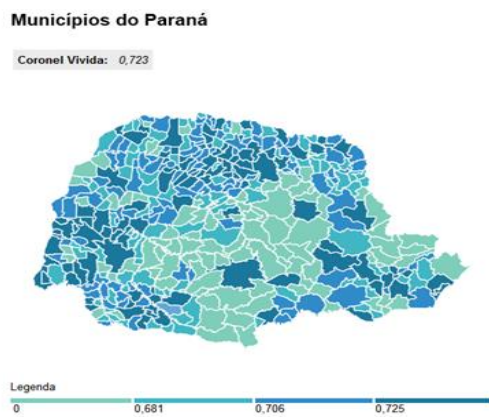 Municípios do Paraná
Coronel Vivida: 0,723
Legenda
0 0,681 0,706 0,725